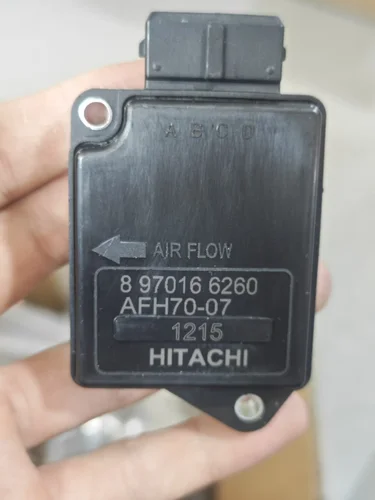 A B C D
AIR FLOW
8 97016 6260
AFH70-07
1215
HITACHI